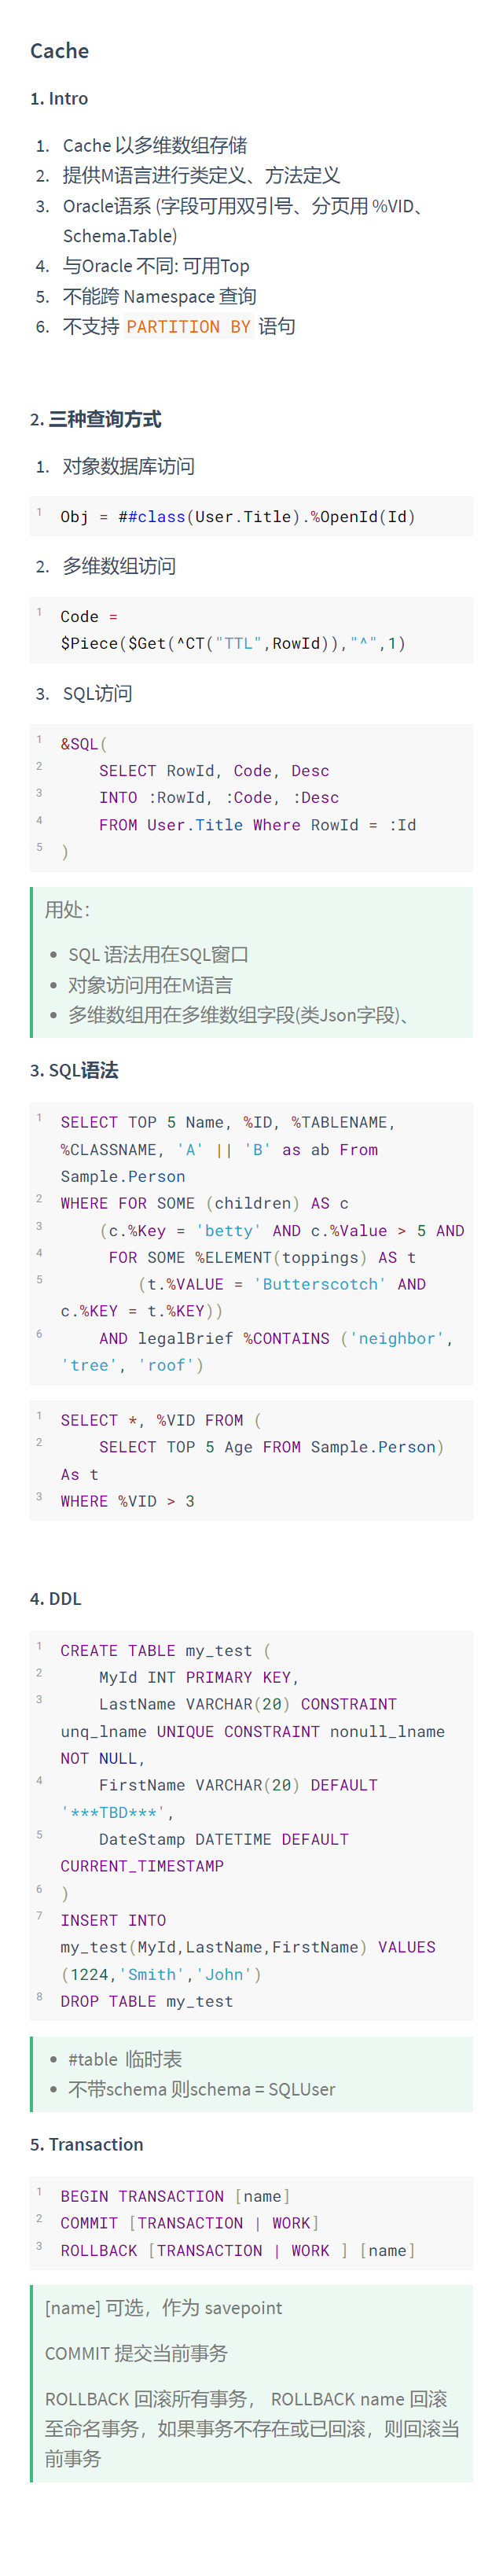 Cache
1. Intro
1. Cache 以多维数组存储
2. 提供M语言进行类定义、方法定义
3. Oracle语系 (字段可用双引号、分页用 %VID、
Schema.Table)
4. 与Oracle 不同: 可用Top
5. 不能跨 Namespace 查询
6. 不支持 PARTITION BY 语句
2. 三种查询方式
1. 对象数据库访问
1 Obj = ##class(User.Title).%OpenId(Id)
2. 多维数组访问
1 Code =
$Piece($Get(^CT("TTL",RowId)),"^",1)
3. SQL访问
1 &SQL(
2 SELECT RowId, Code, Desc
3 INTO :RowId, :Code, :Desc
4 FROM User.Title Where RowId = :Id
5 )
用处：
• SQL 语法用在SQL窗口
• 对象访问用在M语言
• 多维数组用在多维数组字段(类Json字段)、
3. SQL语法
1 SELECT TOP 5 Name, %ID, %TABLENAME,
%CLASSNAME, 'A' || 'B' as ab From
Sample.Person
2 WHERE FOR SOME (children) AS c
3 (c.%Key = 'betty' AND c.%Value > 5 AND
4 FOR SOME %ELEMENT(toppings) AS t
5 (t.%VALUE = 'Butterscotch' AND
c.%KEY = t.%KEY))
6 AND legalBrief %CONTAINS ('neighbor',
'tree', 'roof')
1 SELECT *, %VID FROM (
2 SELECT TOP 5 Age FROM Sample.Person)
As t
3 WHERE %VID > 3
4. DDL
1 CREATE TABLE my_test (
2 MyId INT PRIMARY KEY,
3 LastName VARCHAR(20) CONSTRAINT
unq_lname UNIQUE CONSTRAINT nonull_lname
NOT NULL,
4 FirstName VARCHAR(20) DEFAULT
'***TBD***',
5 DateStamp DATETIME DEFAULT
CURRENT_TIMESTAMP
6 )
7 INSERT INTO
my_test(MyId,LastName,FirstName) VALUES
(1224,'Smith','John')
8 DROP TABLE my_test
• #table 临时表
• 不带schema 则schema = SQLUser
5. Transaction
1 BEGIN TRANSACTION [name]
2 COMMIT [TRANSACTION | WORK]
3 ROLLBACK [TRANSACTION | WORK ] [name]
[name] 可选，作为 savepoint
COMMIT 提交当前事务
ROLLBACK 回滚所有事务， ROLLBACK name 回滚
至命名事务，如果事务不存在或已回滚，则回滚当
前事务